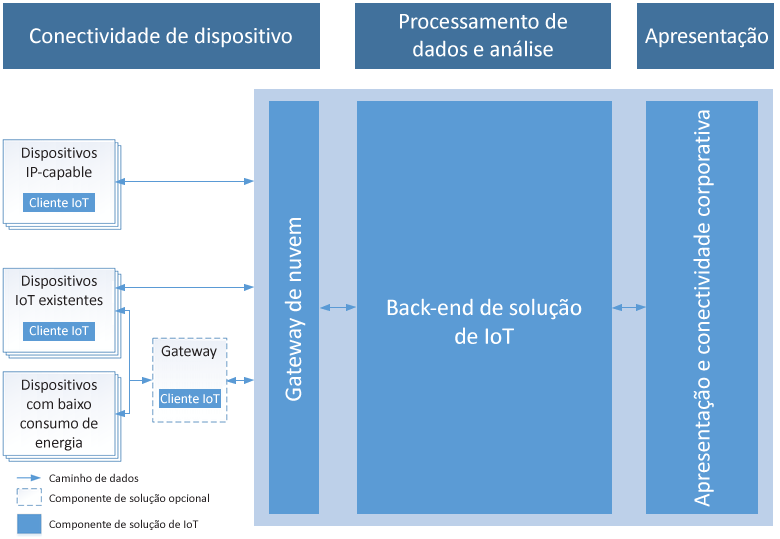 Conectividade de dispositivo
Processamento de
dados e análise
Apresentação
Dispositivos
IP-capable
Cliente IoT
Dispositivos
IoT existentes
Cliente IoT
Dispositivos
com baixo
consumo de
energia
Gateway
Cliente IoT
Gateway de nuvem
Back-end de solução
de IoT
Apresentação e conectividade corporativa
Caminho de dados
Componente de solução opcional
Componente de solução de IoT